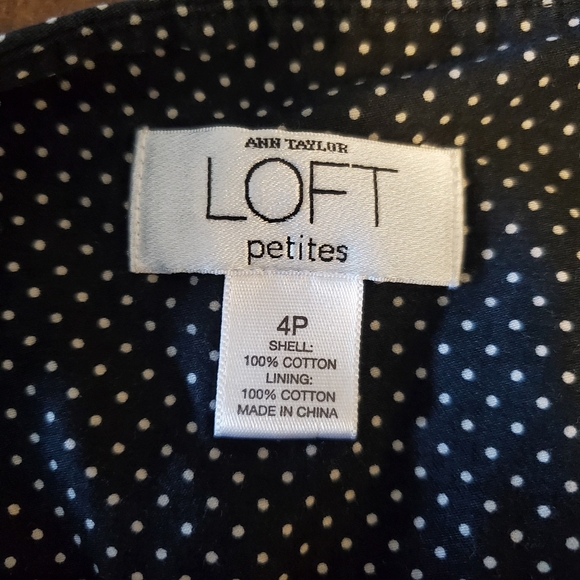 ANN TAYLOR
LOFT
petites
4P
SHELL:
100% COTTON
LINING:
100% COTTON
MADE IN CHINA